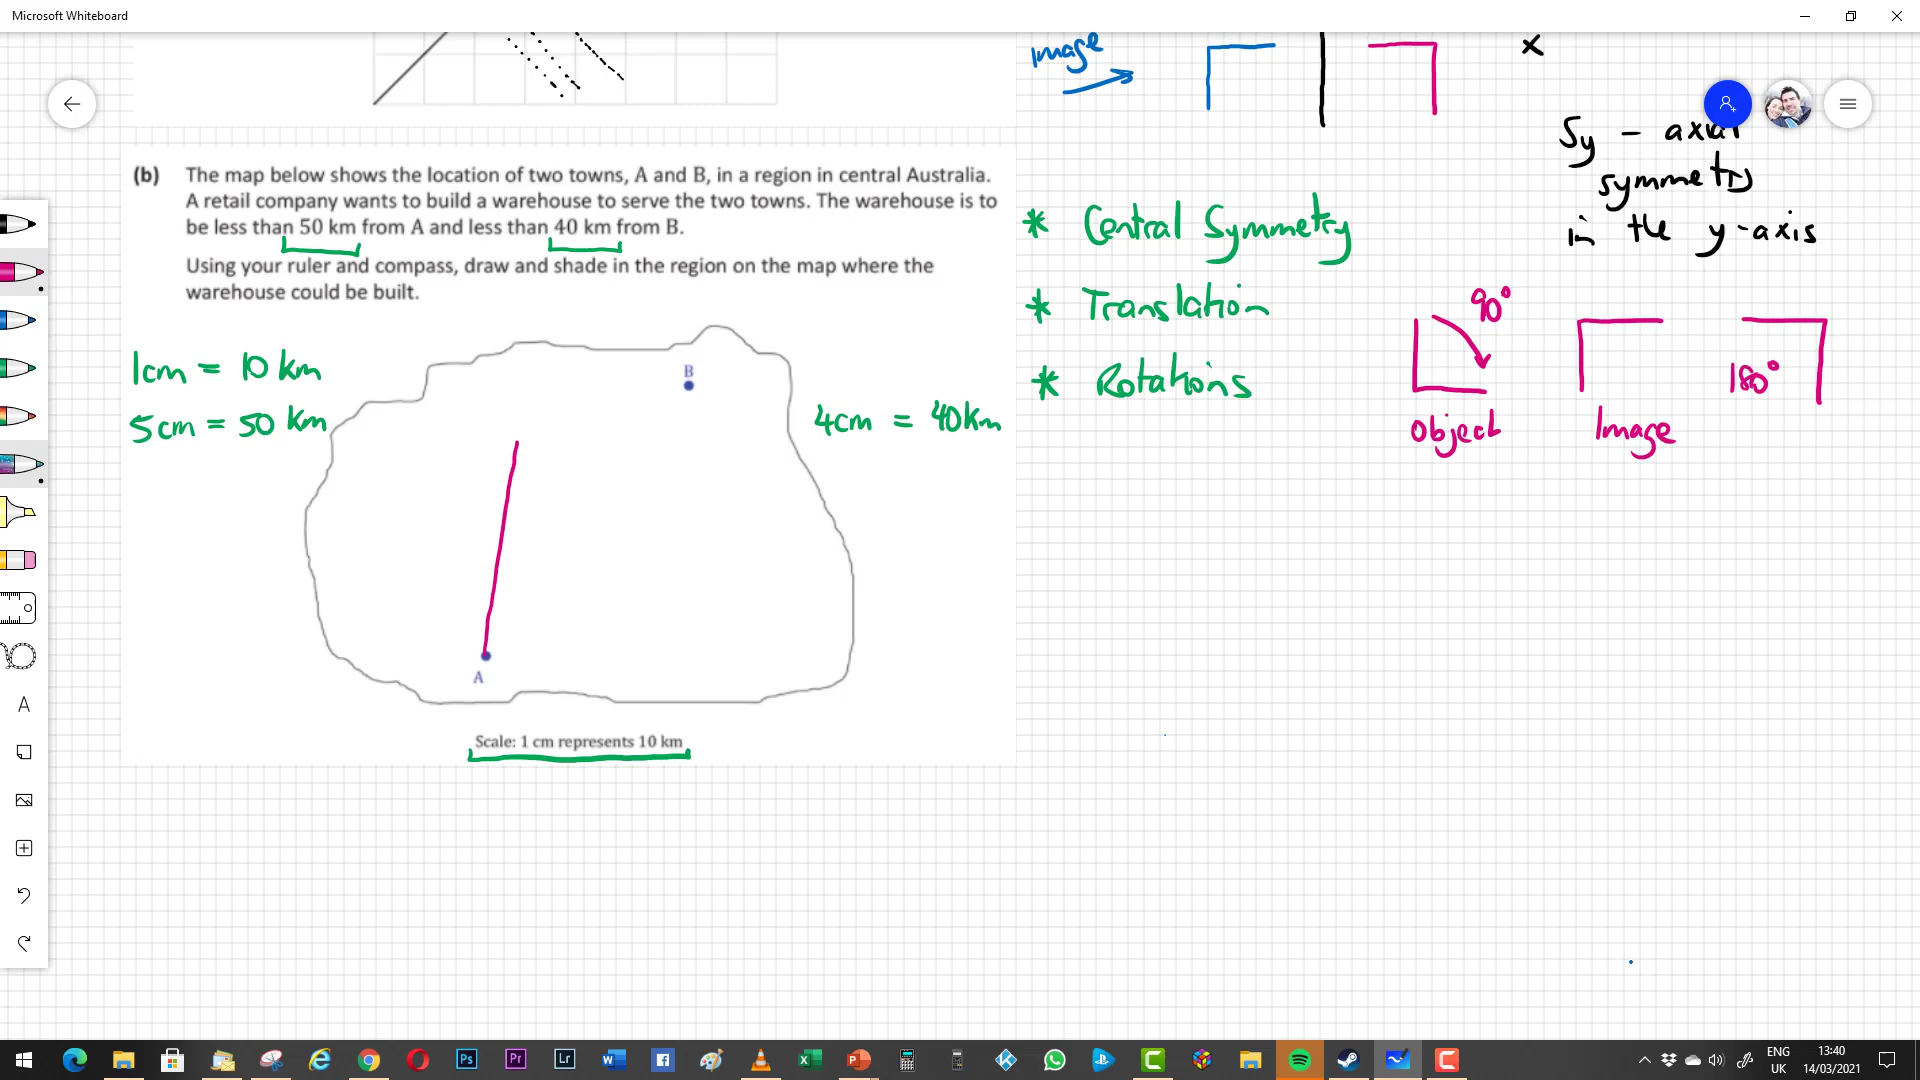 Microsoft Whiteboard
Image
x
Sy - axial
symmetry
in the y-axis
(b) The map below shows the location of two towns, A and B, in a region in central Australia.
A retail company wants to build a warehouse to serve the two towns. The warehouse is to
be less than 50 km from A and less than 40 km from B.
Using your ruler and compass, draw and shade in the region on the map where the
warehouse could be built.
* Central Symmetry
* Translation
* Rotations
90°
180°
Object
Image
1cm = 10 km
5cm = 50 km
B
4cm = 40km
A
Scale: 1 cm represents 10 km
A
ENG
UK
13:40
14/03/2021